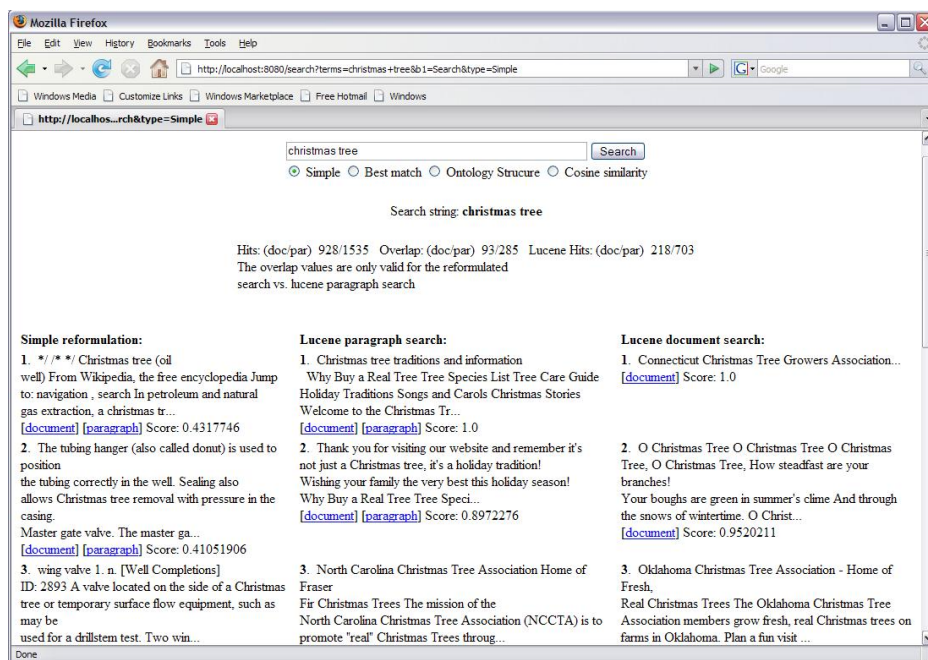 Mozilla Firefox
File Edit View History Bookmarks Tools Help
http://localhost:8080/search?terms=christmas+tree&b1=Search&type=Simple
G Google
Windows Media Customize Links Windows Marketplace Free Hotmail Windows
http://localhos...rch&type=Simple
christmas tree Search
Simple Best match Ontology Strucure Cosine similarity
Search string: christmas tree
Hits: (doc/par) 928/1535 Overlap: (doc/par) 93/285 Lucene Hits: (doc/par) 218/703
The overlap values are only valid for the reformulated
search vs. lucene paragraph search
Simple reformulation:
1. */ /* */ Christmas tree (oil
well) From Wikipedia, the free encyclopedia Jump
to: navigation , search In petroleum and natural
gas extraction, a christmas tr...
[document] [paragraph] Score: 0.4317746
2. The tubing hanger (also called donut) is used to
position
the tubing correctly in the well. Sealing also
allows Christmas tree removal with pressure in the
casing.
Master gate valve. The master ga...
[document] [paragraph] Score: 0.41051906
3. wing valve 1. n. [Well Completions]
ID: 2893 A valve located on the side of a Christmas
tree or temporary surface flow equipment, such as
may be
used for a drillstem test. Two win...
Lucene paragraph search:
1. Christmas tree traditions and information
Why Buy a Real Tree Tree Species List Tree Care Guide
Holiday Traditions Songs and Carols Christmas Stories
Welcome to the Christmas Tr...
[document] [paragraph] Score: 1.0
2. Thank you for visiting our website and remember it's
not just a Christmas tree, it's a holiday tradition!
Wishing your family the very best this holiday season!
Why Buy a Real Tree Tree Speci...
[document] [paragraph] Score: 0.8972276
3. North Carolina Christmas Tree Association Home of
Fraser
Fir Christmas Trees The mission of the
North Carolina Christmas Tree Association (NCCTA) is to
promote "real" Christmas Trees throug...
Lucene document search:
1. Connecticut Christmas Tree Growers Association...
[document] Score: 1.0
2. O Christmas Tree O Christmas Tree O Christmas
Tree, O Christmas Tree, How steadfast are your
branches!
Your boughs are green in summer's clime And through
the snows of wintertime. O Christ...
[document] Score: 0.9520211
3. Oklahoma Christmas Tree Association - Home of
Fresh,
Real Christmas Trees The Oklahoma Christmas Tree
Association members grow fresh, real Christmas trees on
farms in Oklahoma. Plan a fun visit ...
Done